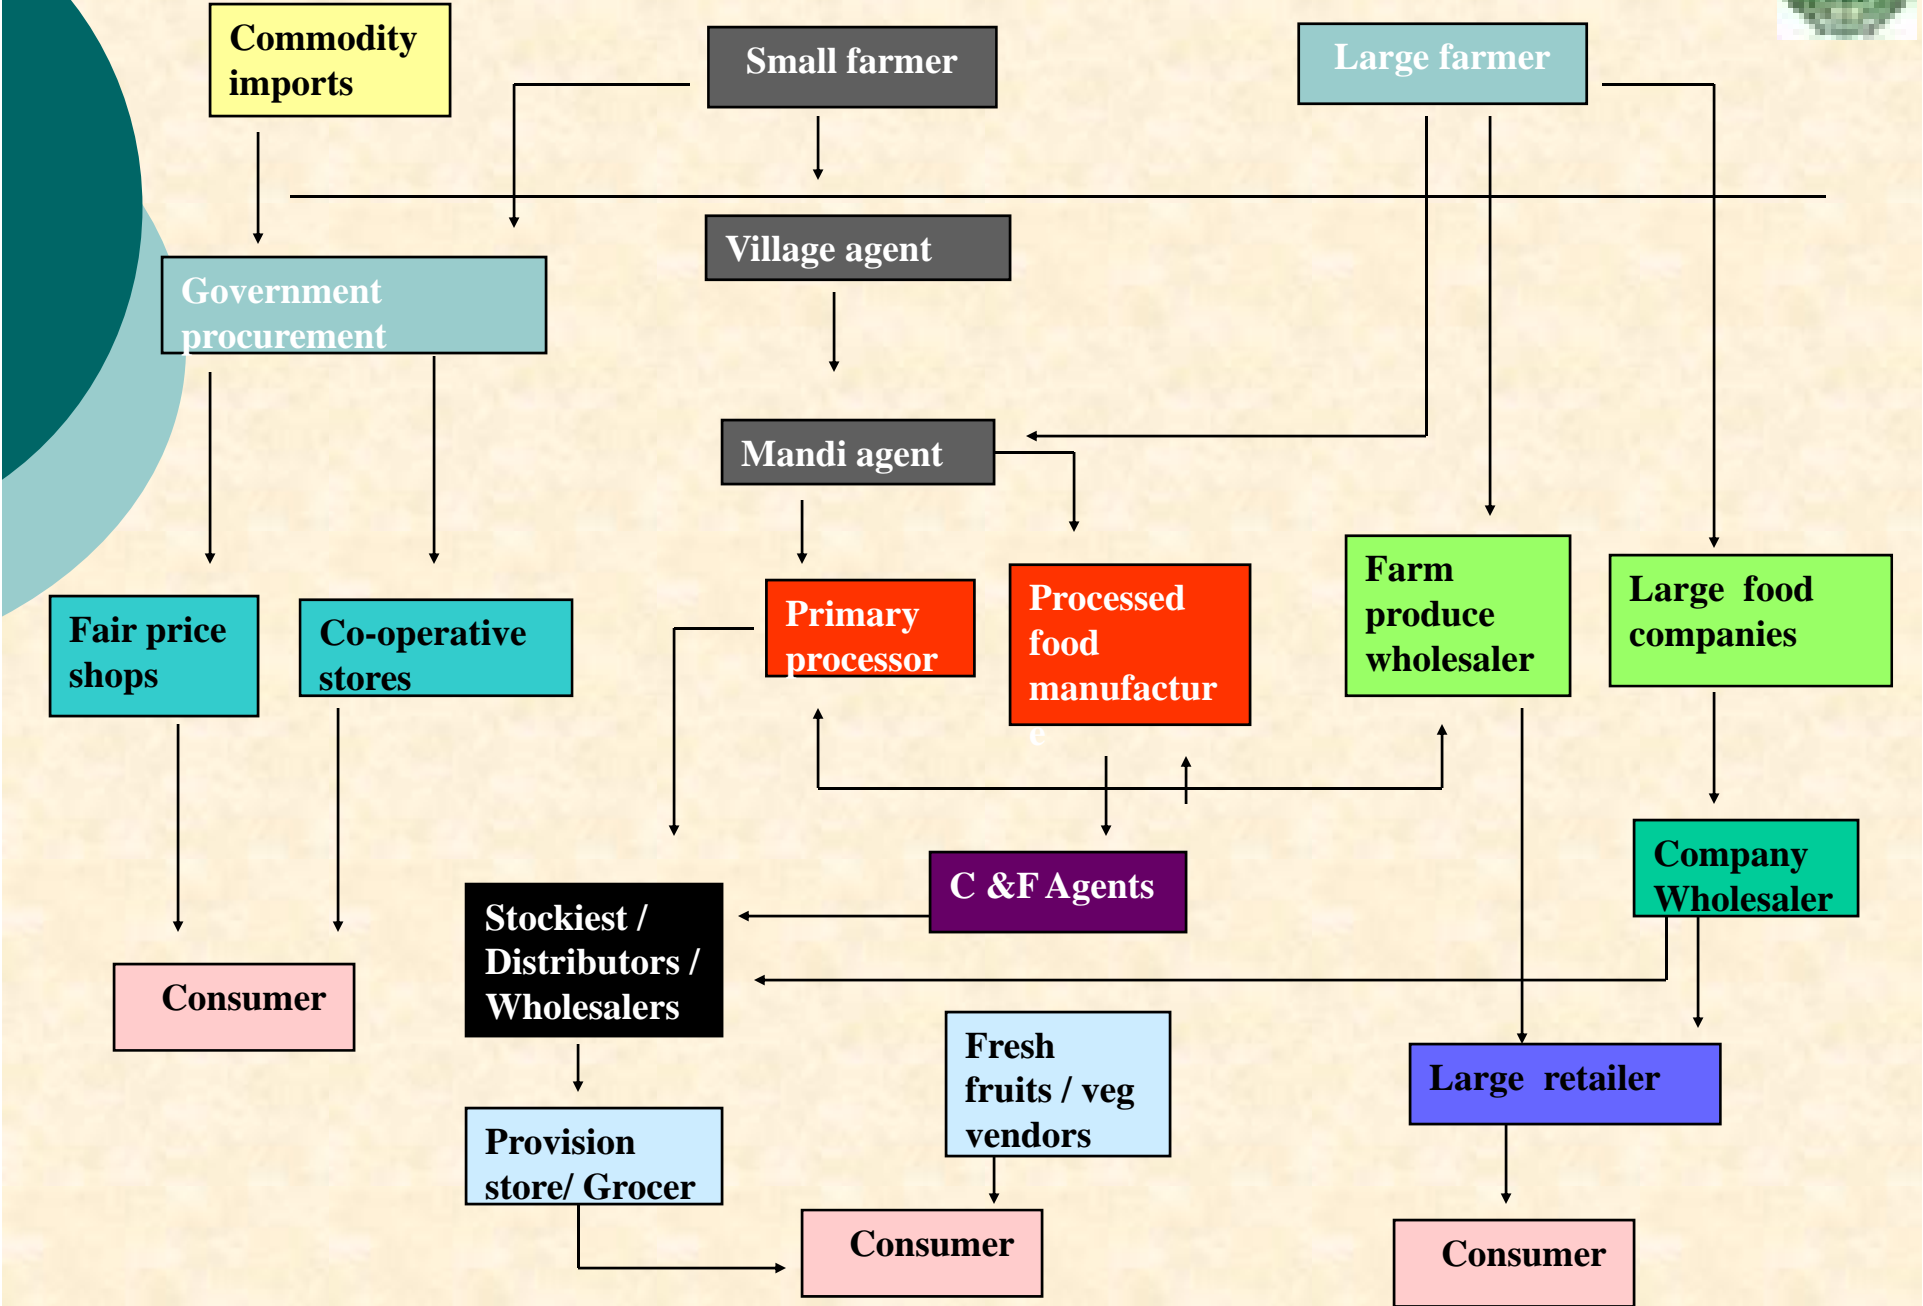 Commodity
imports
Small farmer
Large farmer
Village agent
Government
procurement
Mandi agent
Fair price
shops
Co-operative
stores
Primary
processor
Processed
food
manufactur
e
Farm
produce
wholesaler
Large food
companies
C &F Agents
Company
Wholesaler
Stockiest /
Distributors /
Wholesalers
Consumer
Fresh
fruits / veg
vendors
Large retailer
Provision
store/ Grocer
Consumer
Consumer